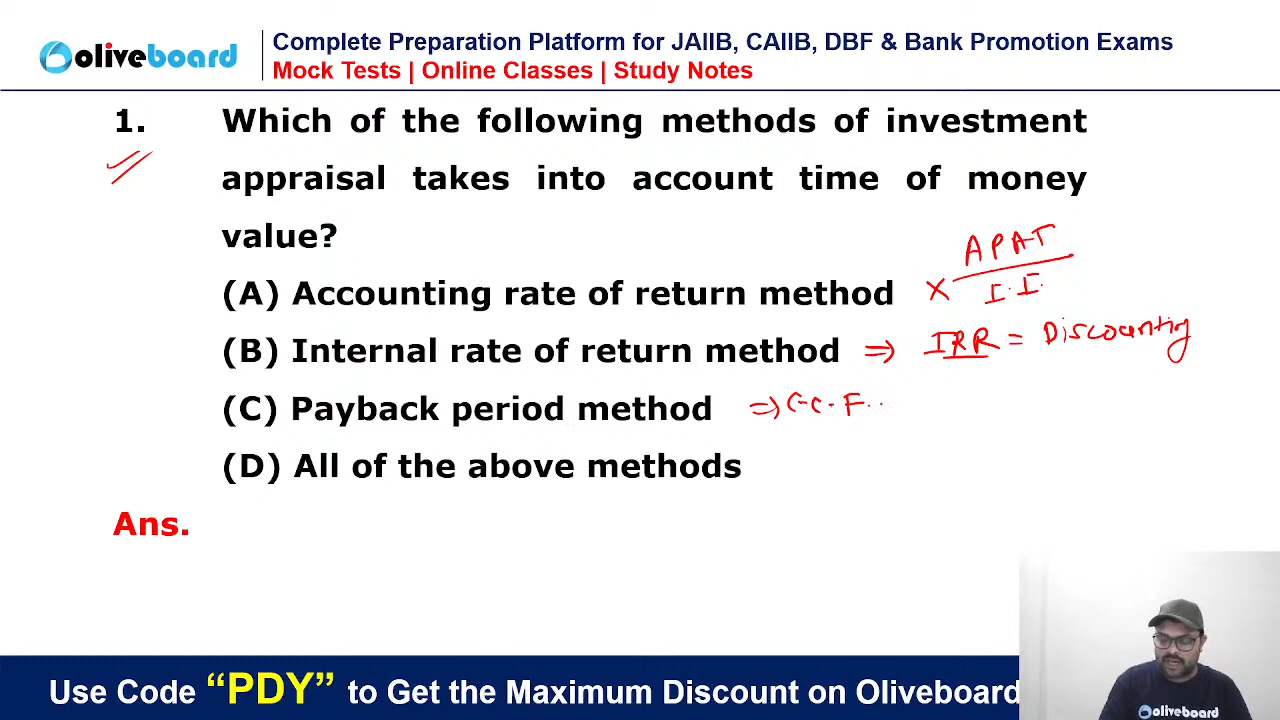 oliveboard
Complete Preparation Platform for JAIIB, CAIIB, DBF & Bank Promotion Exams
Mock Tests | Online Classes | Study Notes
1. Which of the following methods of investment
appraisal takes into account time of money
value?
(A) Accounting rate of return method X APAT
I.I.
(B) Internal rate of return method ⇒ IRR = Discounting
(C) Payback period method ⇒ C.C.F..
(D) All of the above methods
Ans.
Use Code “PDY” to Get the Maximum Discount on Oliveboard
oliveboard